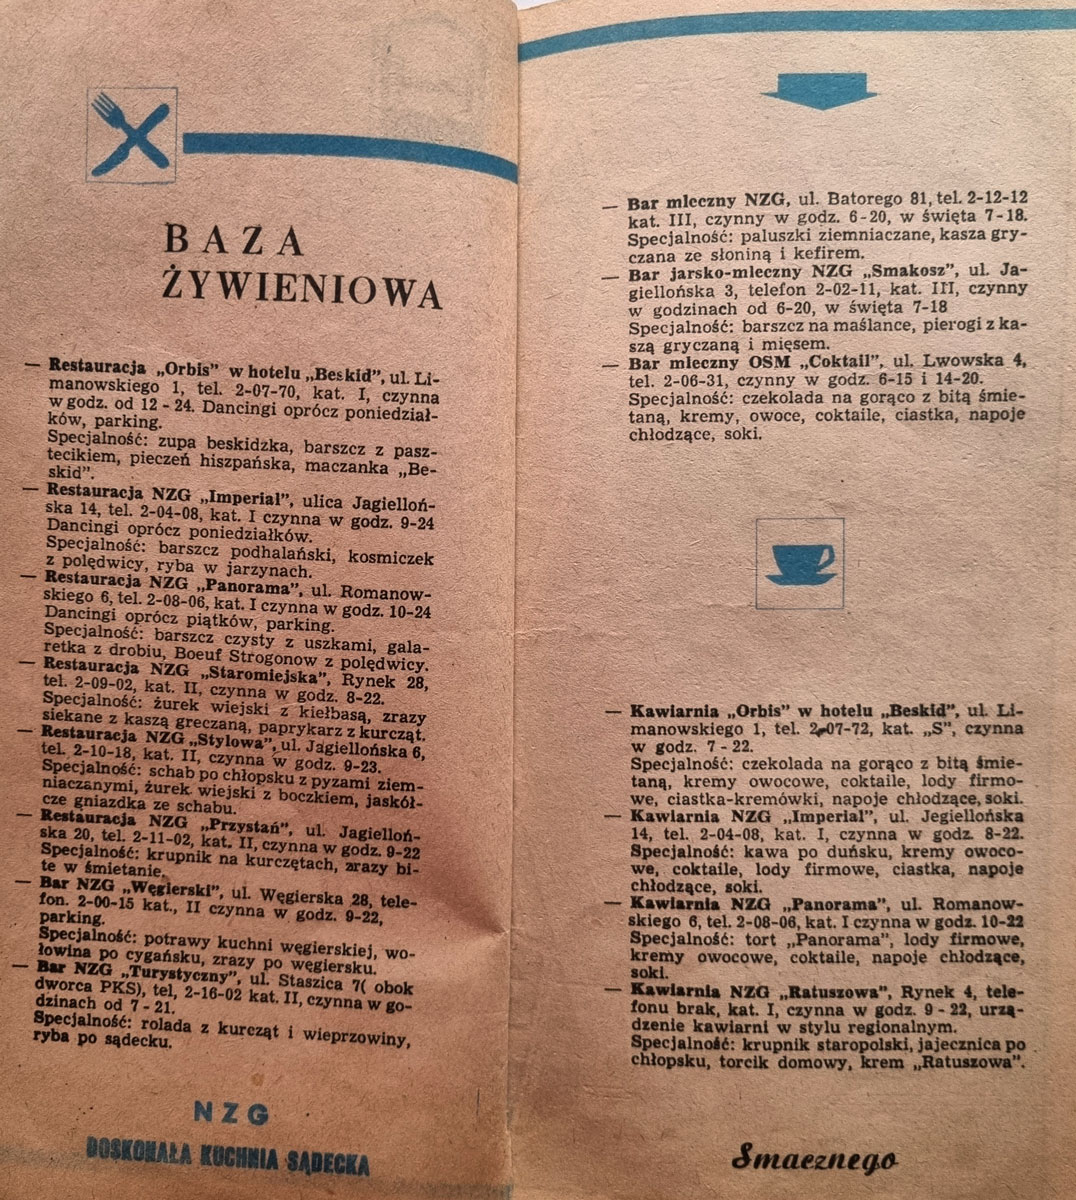 BAZA
ŻYWIENIOWA
— Restauracja „Orbis” w hotelu „Beskid”, ul. Li-
manowskiego 1, tel. 2-07-70, kat. I, czynna
w godz. od 12 - 24. Dancingi oprócz poniedział-
ków, parking.
Specjalność: zupa beskidzka, barszcz z pasz-
tecikiem, pieczeń hiszpańska, maczanka „Be-
skid”.
— Restauracja NZG „Imperial”, ulica Jagielloń-
ska 14, tel. 2-04-08, kat. I czynna w godz. 9-24
Dancingi oprócz poniedziałków.
Specjalność: barszcz podhalański, kosmiczek
z polędwicy, ryba w jarzynach.
— Restauracja NZG „Panorama”, ul. Romanow-
skiego 6, tel. 2-08-06, kat. I czynna w godz. 10-24
Dancingi oprócz piątków, parking.
Specjalność: barszcz czysty z uszkami, gala-
retka z drobiu, Boeuf Strogonow z polędwicy.
— Restauracja NZG „Staromiejska”, Rynek 28,
tel. 2-09-02, kat. II, czynna w godz. 8-22.
Specjalność: żurek wiejski z kiełbasą, zrazy
siekane z kaszą greczaną, paprykarz z kurcząt.
— Restauracja NZG „Stylowa”, ul. Jagiellońska 6,
tel. 2-10-18, kat. II, czynna w godz. 9-23.
Specjalność: schab po chłopsku z pyzami ziem-
niaczanymi, żurek wiejski z boczkiem, jaskół-
cze gniazdka ze schabu.
— Restauracja NZG „Przystań”, ul. Jagielloń-
ska 20, tel. 2-11-02, kat. II, czynna w godz. 9-22
Specjalność: krupnik na kurczętach, zrazy bi-
te w śmietanie.
— Bar NZG „Węgierski”, ul. Węgierska 28, tele-
fon. 2-00-15 kat., II czynna w godz. 9-22,
parking.
Specjalność: potrawy kuchni węgierskiej, wo-
łowina po cygańsku, zrazy po węgiersku.
— Bar NZG „Turystyczny”, ul. Staszica 7( obok
dworca PKS), tel, 2-16-02 kat. II, czynna w go-
dzinach od 7 - 21.
Specjalność: rolada z kurcząt i wieprzowiny,
ryba po sądecku.
NZG
DOSKONAŁA KUCHNIA SĄDECKA
— Bar mleczny NZG, ul. Batorego 81, tel. 2-12-12
kat. III, czynny w godz. 6-20, w święta 7-18.
Specjalność: paluszki ziemniaczane, kasza gry-
czana ze słoniną i kefirem.
— Bar jarsko-mleczny NZG „Smakosz”, ul. Ja-
giellońska 3, telefon 2-02-11, kat. III, czynny
w godzinach od 6-20, w święta 7-18
Specjalność: barszcz na maślance, pierogi z ka-
szą gryczaną i mięsem.
— Bar mleczny OSM „Coktail”, ul. Lwowska 4,
tel. 2-06-31, czynny w godz. 6-15 i 14-20.
Specjalność: czekolada na gorąco z bitą śmie-
taną, kremy, owoce, coktaile, ciastka, napoje
chłodzące, soki.
— Kawiarnia „Orbis” w hotelu „Beskid”, ul. Li-
manowskiego 1, tel. 2-07-72, kat. „S”, czynna
w godz. 7 - 22.
Specjalność: czekolada na gorąco z bitą śmie-
taną, kremy owocowe, coktaile, lody firmo-
we, ciastka-kremówki, napoje chłodzące, soki.
— Kawiarnia NZG „Imperial”, ul. Jegiellońska
14, tel. 2-04-08, kat. I, czynna w godz. 8-22.
Specjalność: kawa po duńsku, kremy owoco-
we, coktaile, lody firmowe, ciastka, napoje
chłodzące, soki.
— Kawiarnia NZG „Panorama”, ul. Romanow-
skiego 6, tel. 2-08-06, kat. I czynna w godz. 10-22
Specjalność: tort „Panorama”, lody firmowe,
kremy owocowe, coktaile, napoje chłodzące,
soki.
— Kawiarnia NZG „Ratuszowa”, Rynek 4, tele-
fonu brak, kat. I, czynna w godz. 9 - 22, urzą-
dzenie kawiarni w stylu regionalnym.
Specjalność: krupnik staropolski, jajecznica po
chłopsku, torcik domowy, krem „Ratuszowa”.
Smacznego